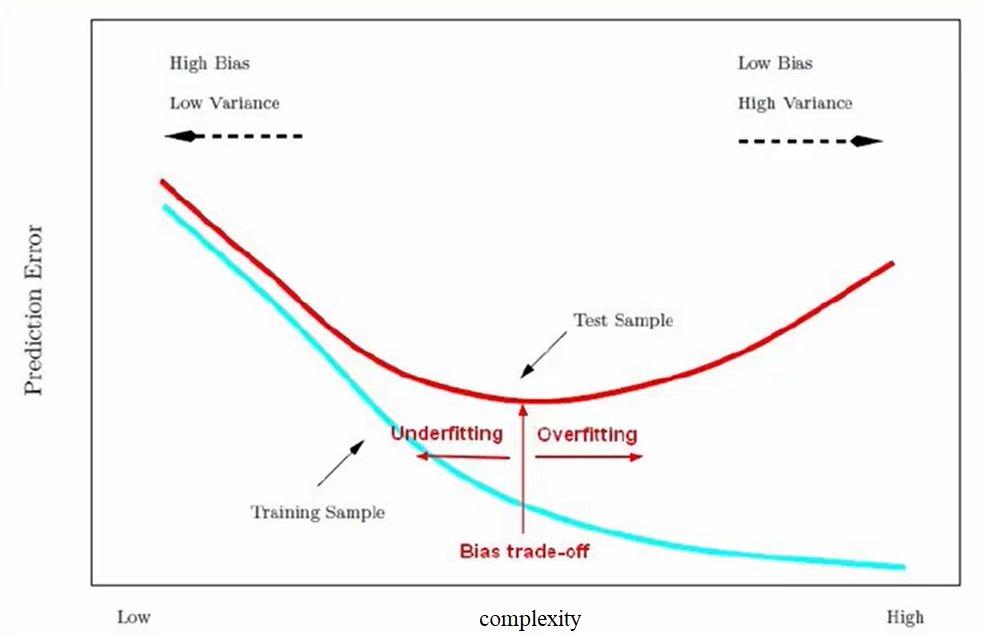 High Bias
Low Bias
Low Variance
High Variance
Prediction Error
Test Sample
Underfitting
Overfitting
Training Sample
Bias trade-off
Low
complexity
High